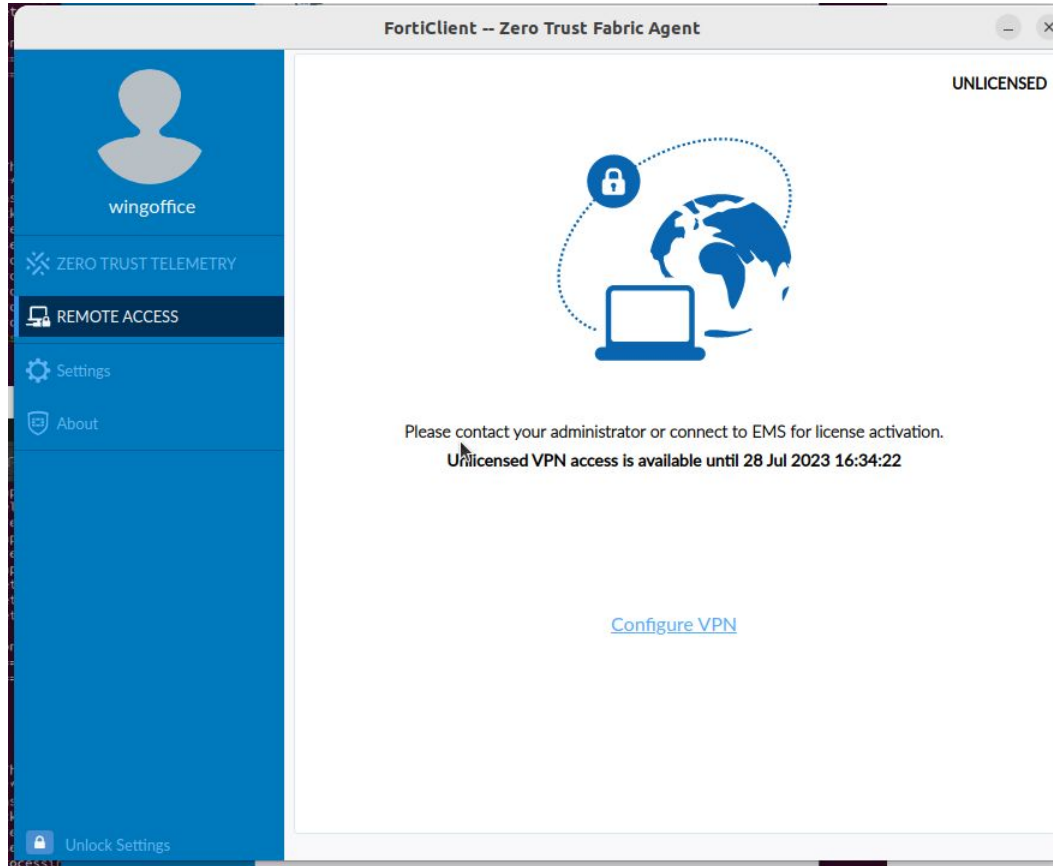 FortiClient -- Zero Trust Fabric Agent
UNLICENSED
wingoffice
ZERO TRUST TELEMETRY
REMOTE ACCESS
Settings
About
Please contact your administrator or connect to EMS for license activation.
Unlicensed VPN access is available until 28 Jul 2023 16:34:22
Configure VPN
Unlock Settings